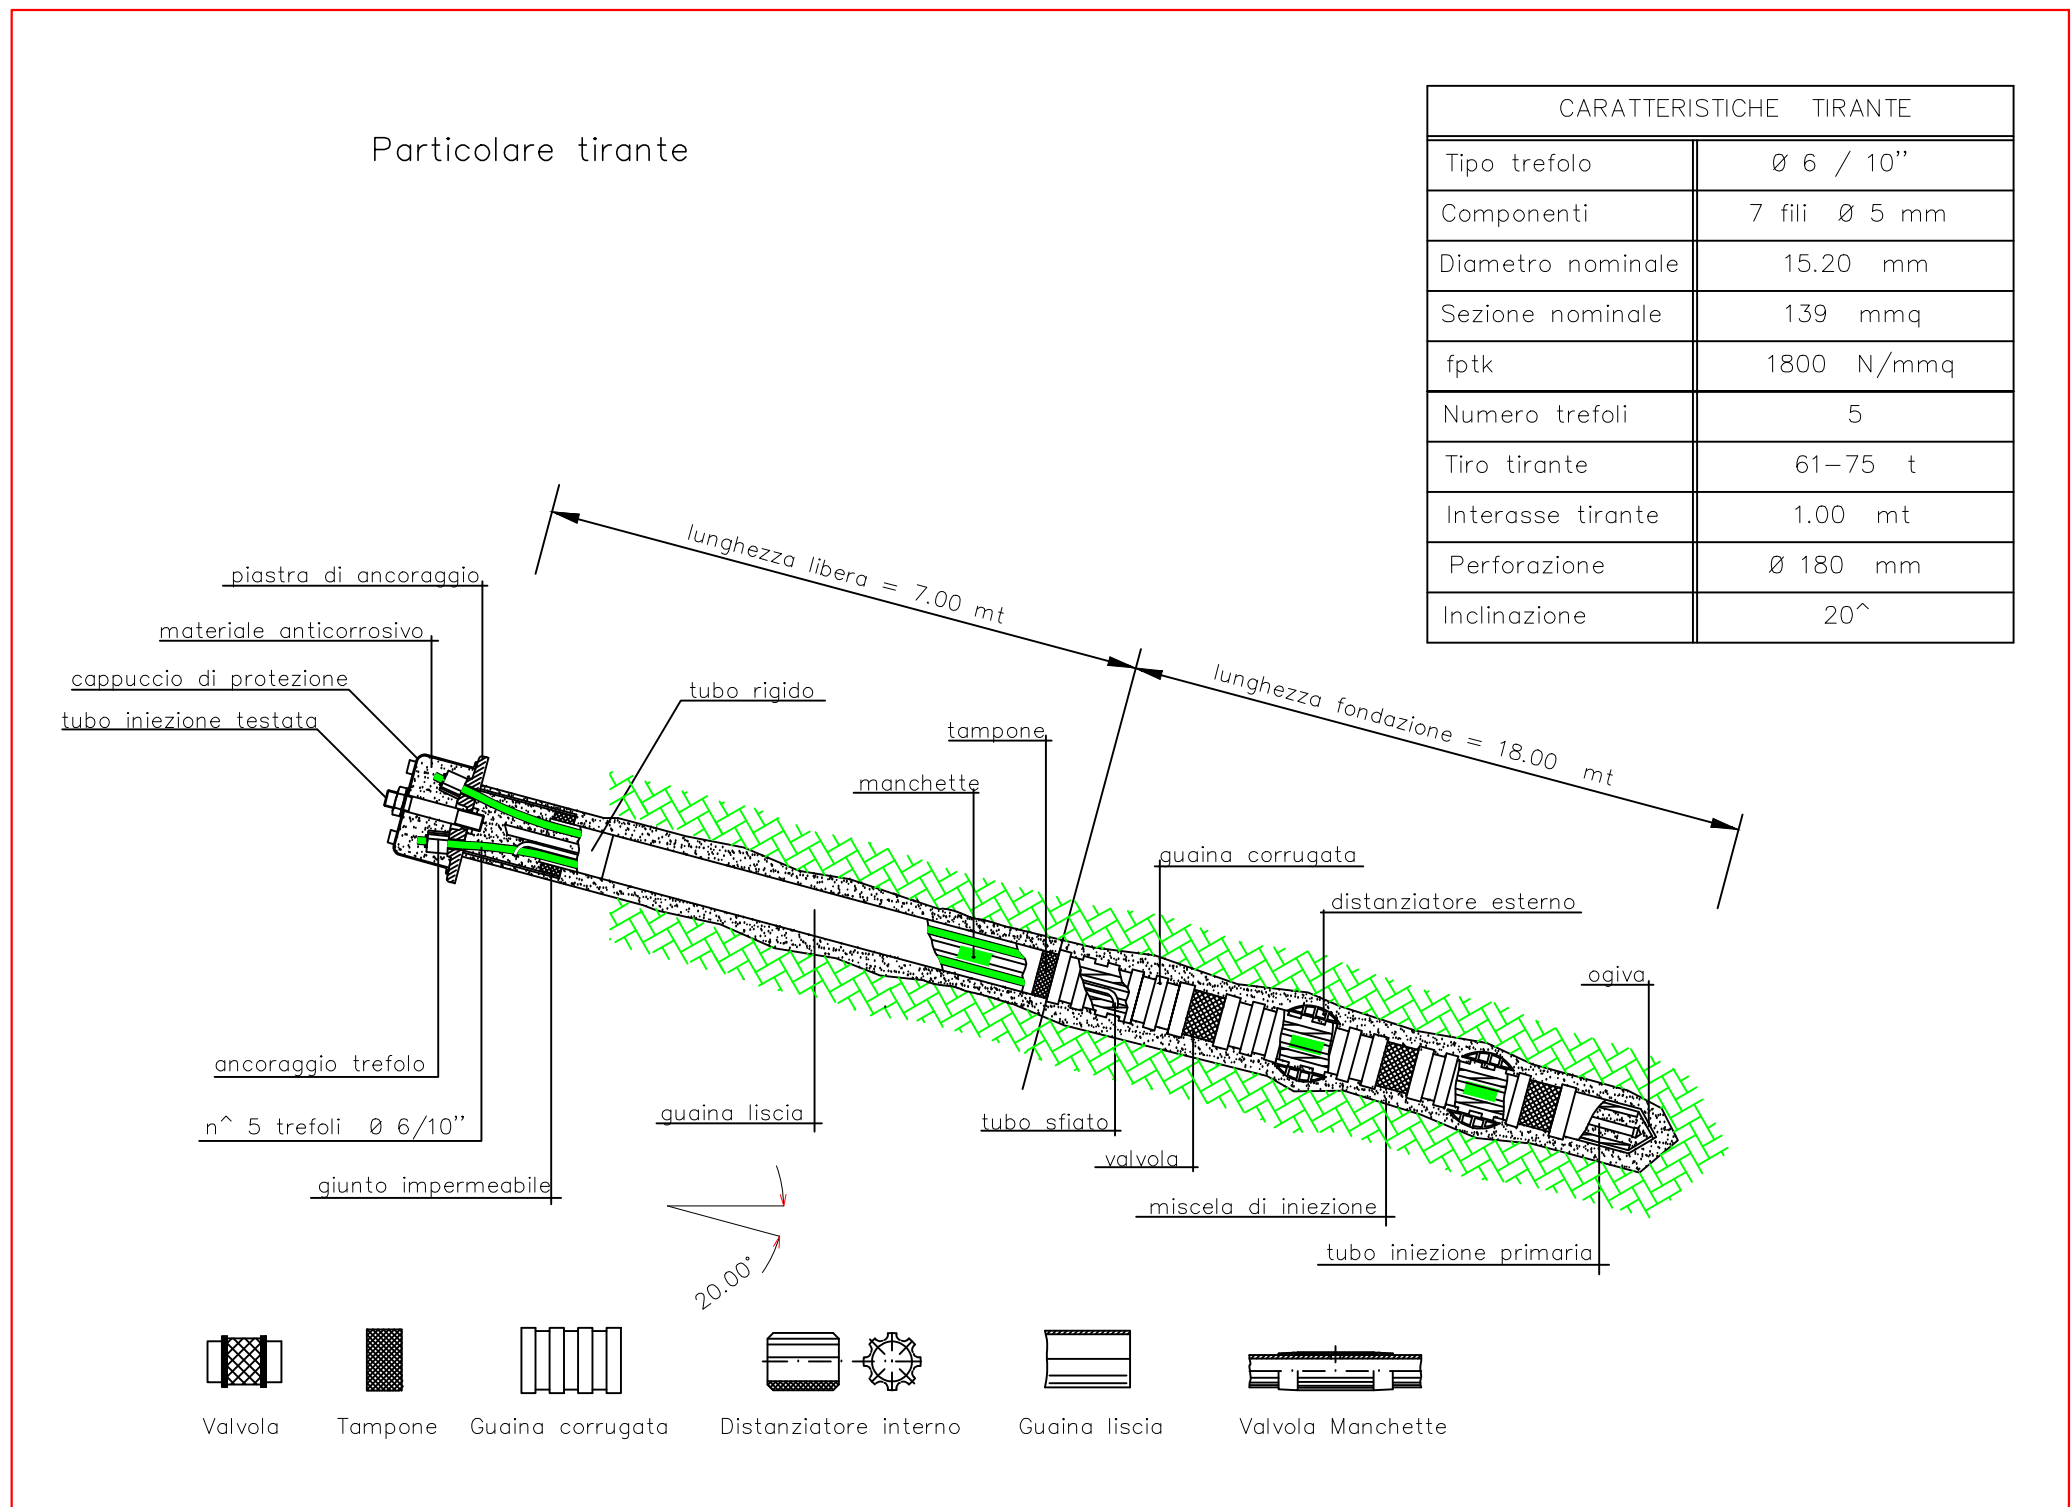 Particolare tirante
CARATTERISTICHE TIRANTE
Tipo trefolo Ø 6 / 10''
Componenti 7 fili Ø 5 mm
Diametro nominale 15.20 mm
Sezione nominale 139 mmq
fptk 1800 N/mmq
Numero trefoli 5
Tiro tirante 61-75 t
Interasse tirante 1.00 mt
Perforazione Ø 180 mm
Inclinazione 20^
lunghezza libera = 7.00 mt
lunghezza fondazione = 18.00 mt
piastra di ancoraggio
materiale anticorrosivo
cappuccio di protezione
tubo iniezione testata
tubo rigido
tampone
manchette
guaina corrugata
distanziatore esterno
ogiva
ancoraggio trefolo
n^ 5 trefoli Ø 6/10''
giunto impermeabile
guaina liscia
tubo sfiato
valvola
miscela di iniezione
tubo iniezione primaria
20.00°
Valvola
Tampone
Guaina corrugata
Distanziatore interno
Guaina liscia
Valvola Manchette